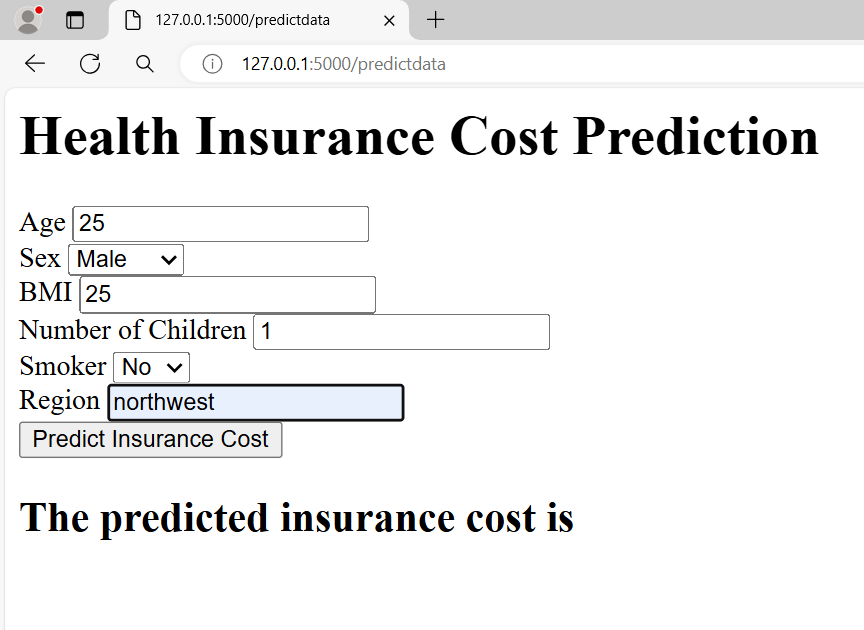 127.0.0.1:5000/predictdata
127.0.0.1:5000/predictdata
Health Insurance Cost Prediction
Age 25
Sex Male
BMI 25
Number of Children 1
Smoker No
Region northwest
Predict Insurance Cost
The predicted insurance cost is